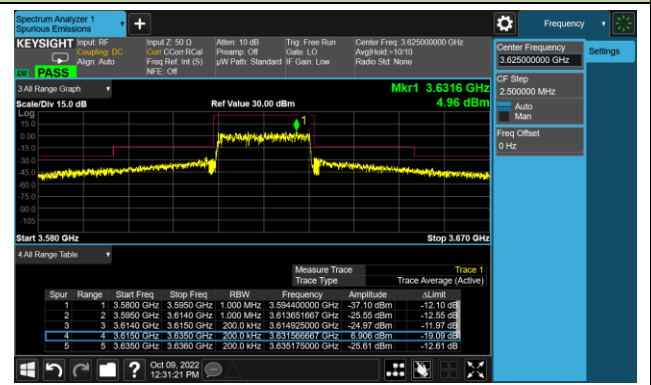 Spectrum Analyzer 1
Spurious Emissions
Frequency
KEYSIGHT
Input: RF
Coupling: DC
Align: Auto
Input Z: 50 Ω
Corr CCorr RCal
Freq Ref: Int (S)
NFE: Off
Atten: 10 dB
Preamp: Off
µW Path: Standard
Trig: Free Run
Gate: LO
IF Gain: Low
Center Freq: 3.625000000 GHz
Avg|Hold:>10/10
Radio Std: None
PASS
Center Frequency
3.625000000 GHz
Settings
CF Step
2.500000 MHz
Auto
Man
Freq Offset
0 Hz
3 All Range Graph
Mkr1 3.6316 GHz
Scale/Div 15.0 dB
Ref Value 30.00 dBm
4.96 dBm
Log
15.0
0.00
-15.0
-30.0
-45.0
-60.0
-75.0
-90.0
-105
1
Start 3.580 GHz
Stop 3.670 GHz
4 All Range Table
Measure Trace Trace 1
Trace Type Trace Average (Active)
Spur Range Start Freq Stop Freq RBW Frequency Amplitude ΔLimit
1 1 3.5800 GHz 3.5950 GHz 1.000 MHz 3.594400000 GHz -37.10 dBm -12.10 dB
2 2 3.5950 GHz 3.6140 GHz 1.000 MHz 3.613651667 GHz -25.55 dBm -12.55 dB
3 3 3.6140 GHz 3.6150 GHz 200.0 kHz 3.614925000 GHz -24.97 dBm -11.97 dB
4 4 3.6150 GHz 3.6350 GHz 200.0 kHz 3.631566667 GHz 6.906 dBm -19.09 dB
5 5 3.6350 GHz 3.6360 GHz 200.0 kHz 3.635175000 GHz -25.61 dBm -12.61 dB
?
Oct 09, 2022
12:31:21 PM